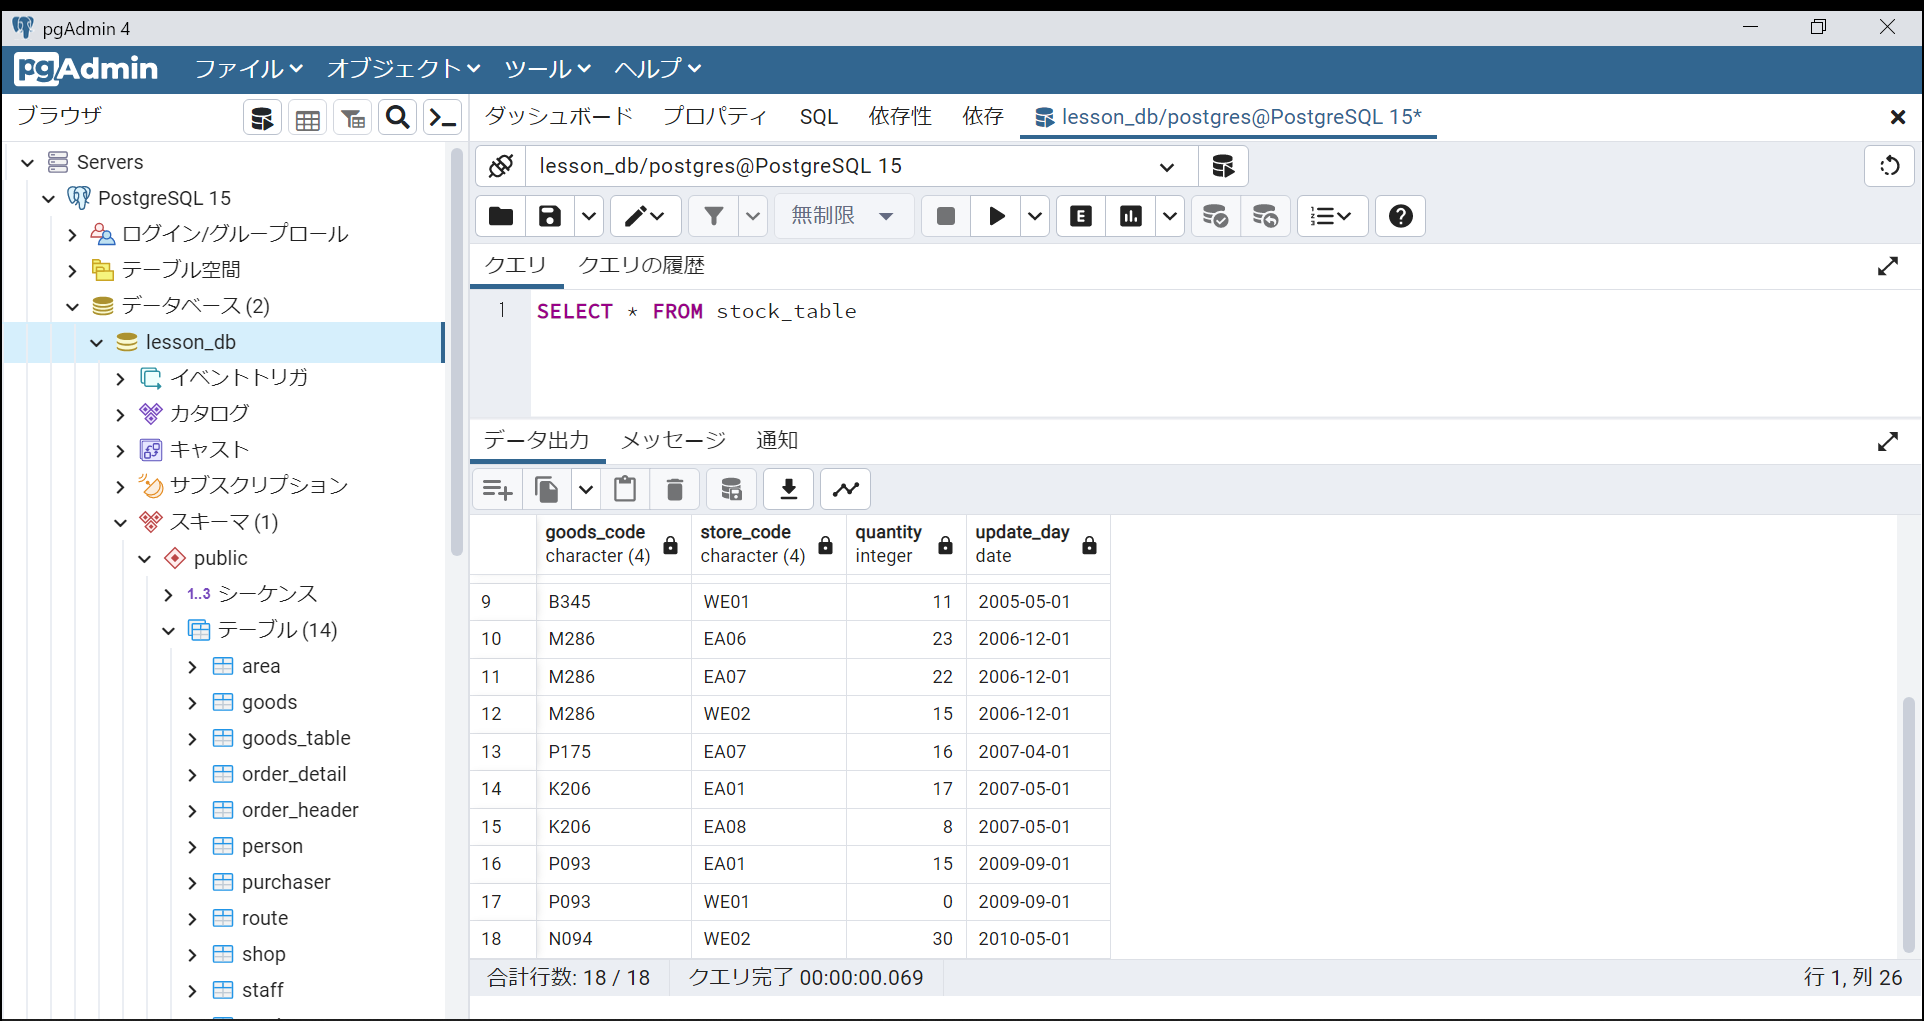 pgAdmin 4
pgAdmin ファイル オブジェクト ツール ヘルプ
ブラウザ
ダッシュボード プロパティ SQL 依存性 依存 lesson_db/postgres@PostgreSQL 15*
Servers
PostgreSQL 15
ログイン/グループロール
テーブル空間
データベース (2)
lesson_db
イベントトリガ
カタログ
キャスト
サブスクリプション
スキーマ (1)
public
1..3 シーケンス
テーブル (14)
area
goods
goods_table
order_detail
order_header
person
purchaser
route
shop
staff
lesson_db/postgres@PostgreSQL 15
無制限 E
クエリ クエリの履歴
1 SELECT * FROM stock_table
データ出力 メッセージ 通知
goods_code store_code quantity update_day
character (4) character (4) integer date
9 B345 WE01 11 2005-05-01
10 M286 EA06 23 2006-12-01
11 M286 EA07 22 2006-12-01
12 M286 WE02 15 2006-12-01
13 P175 EA07 16 2007-04-01
14 K206 EA01 17 2007-05-01
15 K206 EA08 8 2007-05-01
16 P093 EA01 15 2009-09-01
17 P093 WE01 0 2009-09-01
18 N094 WE02 30 2010-05-01
合計行数: 18 / 18 クエリ完了 00:00:00.069 行 1, 列 26